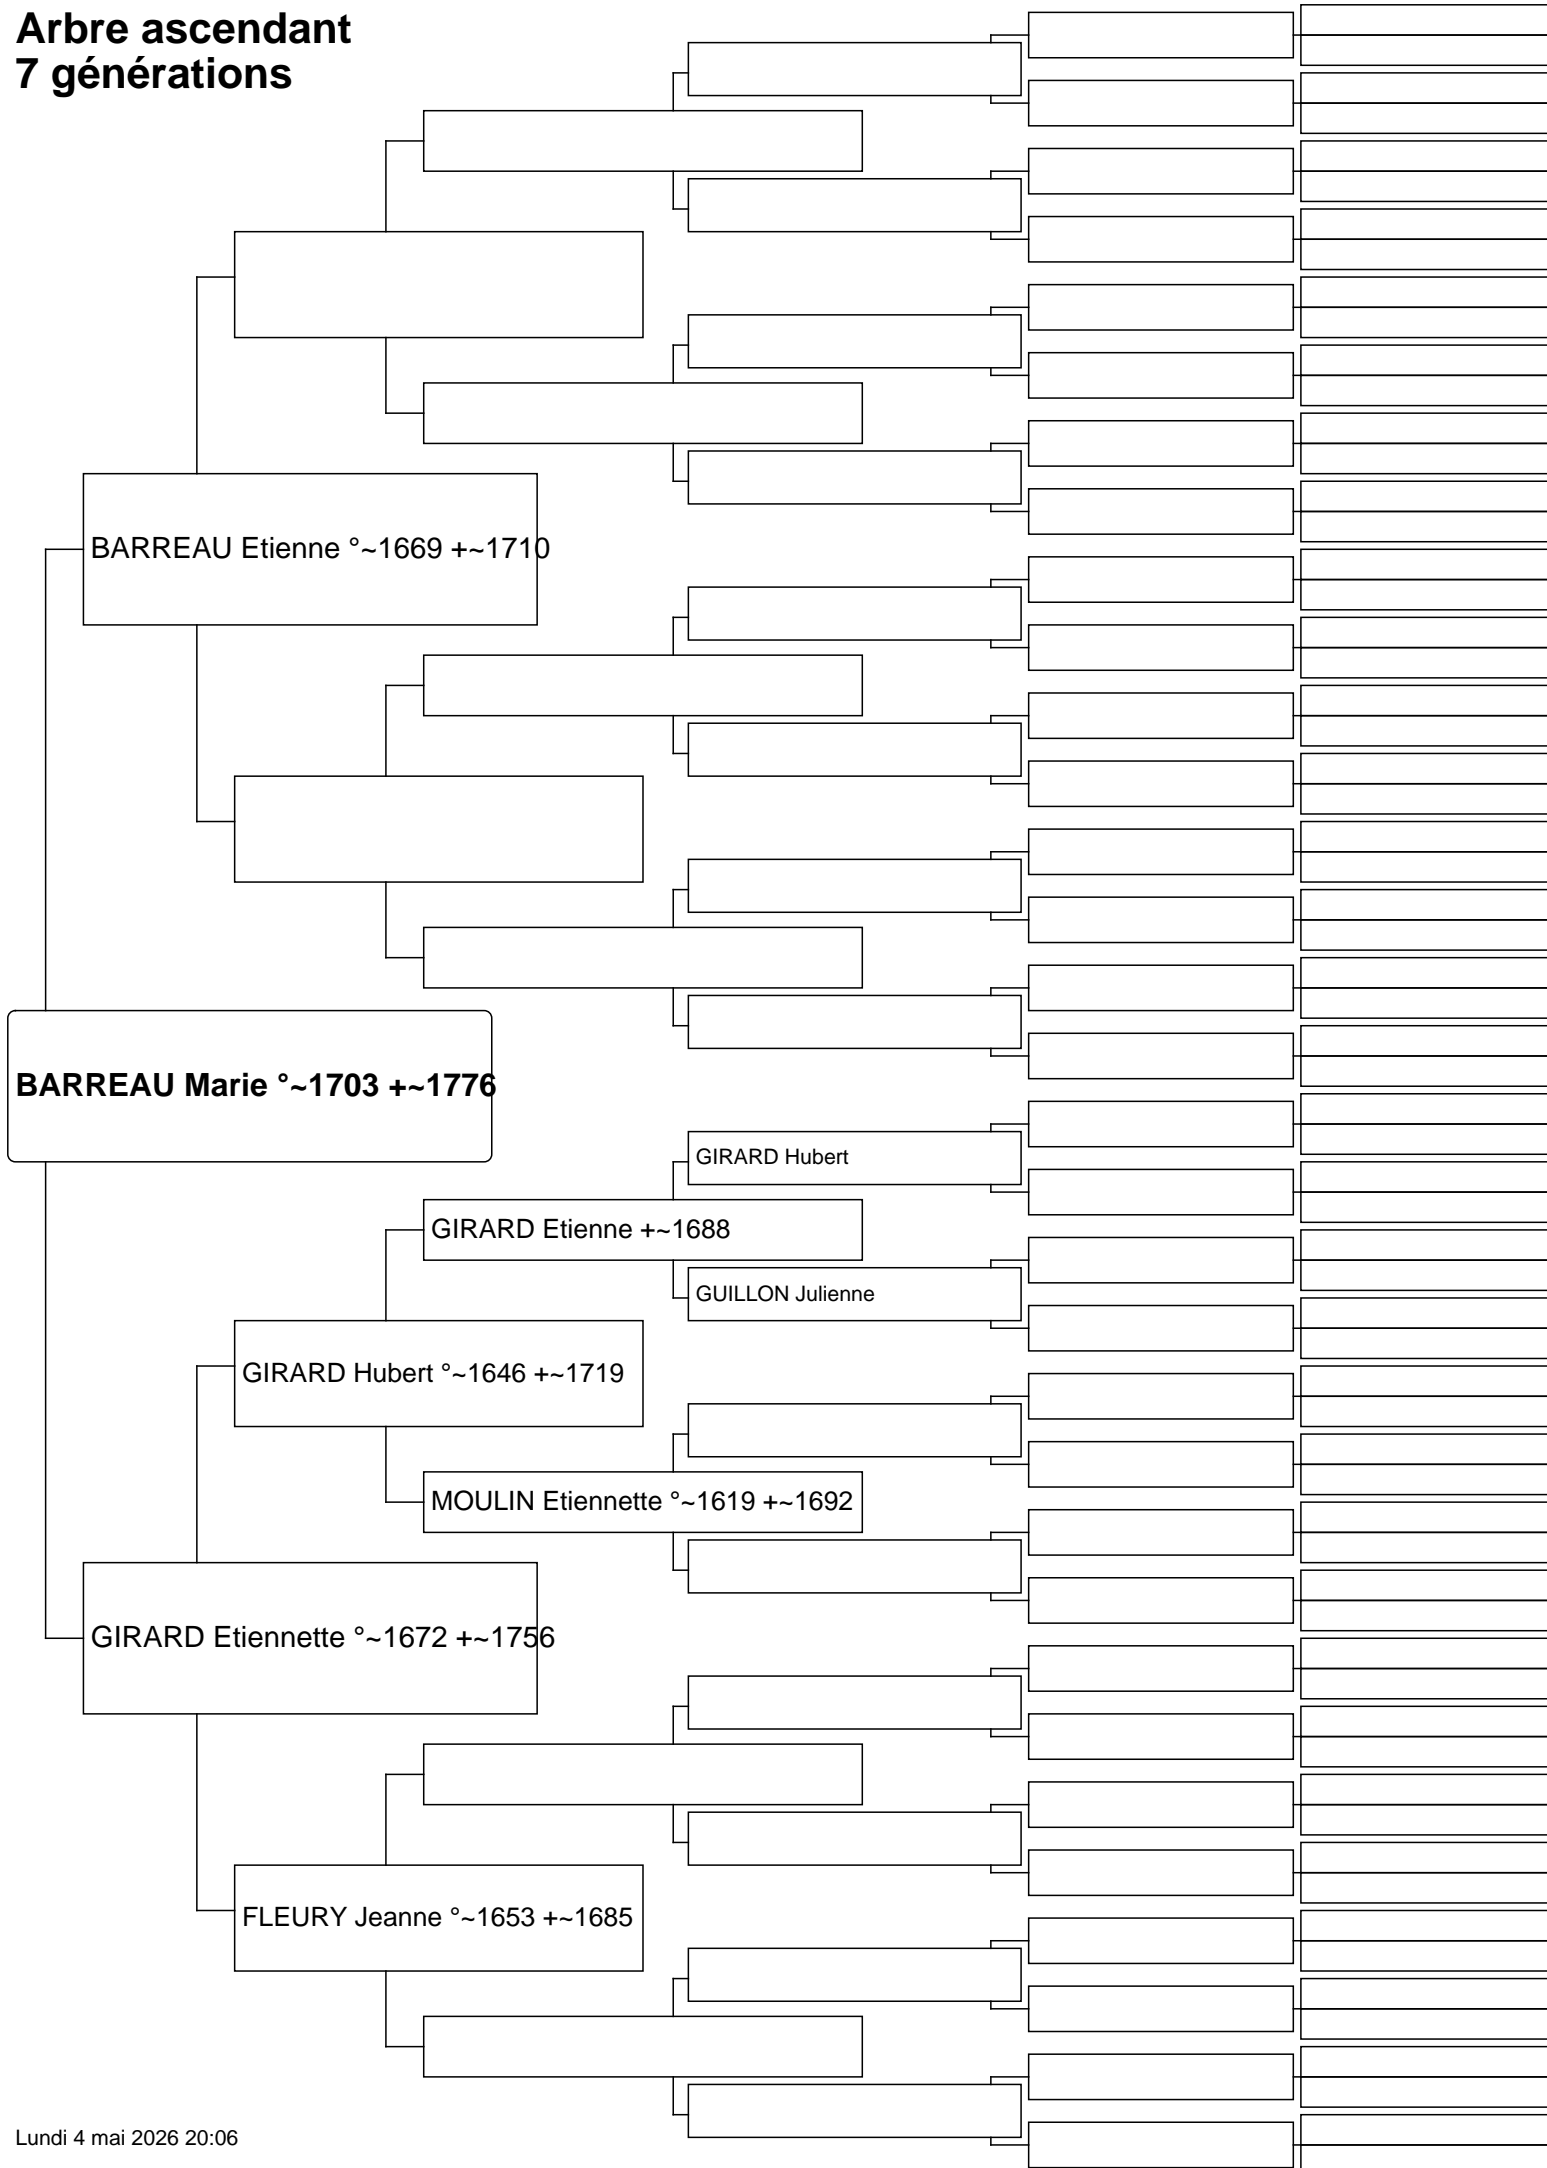 Arbre ascendant
7 générations
BARREAU Etienne °~1669 +~1710
BARREAU Marie °~1703 +~1776
GIRARD Hubert
GIRARD Etienne +~1688
GUILLON Julienne
GIRARD Hubert °~1646 +~1719
MOULIN Etiennette °~1619 +~1692
GIRARD Etiennette °~1672 +~1756
FLEURY Jeanne °~1653 +~1685
Lundi 4 mai 2026 20:06